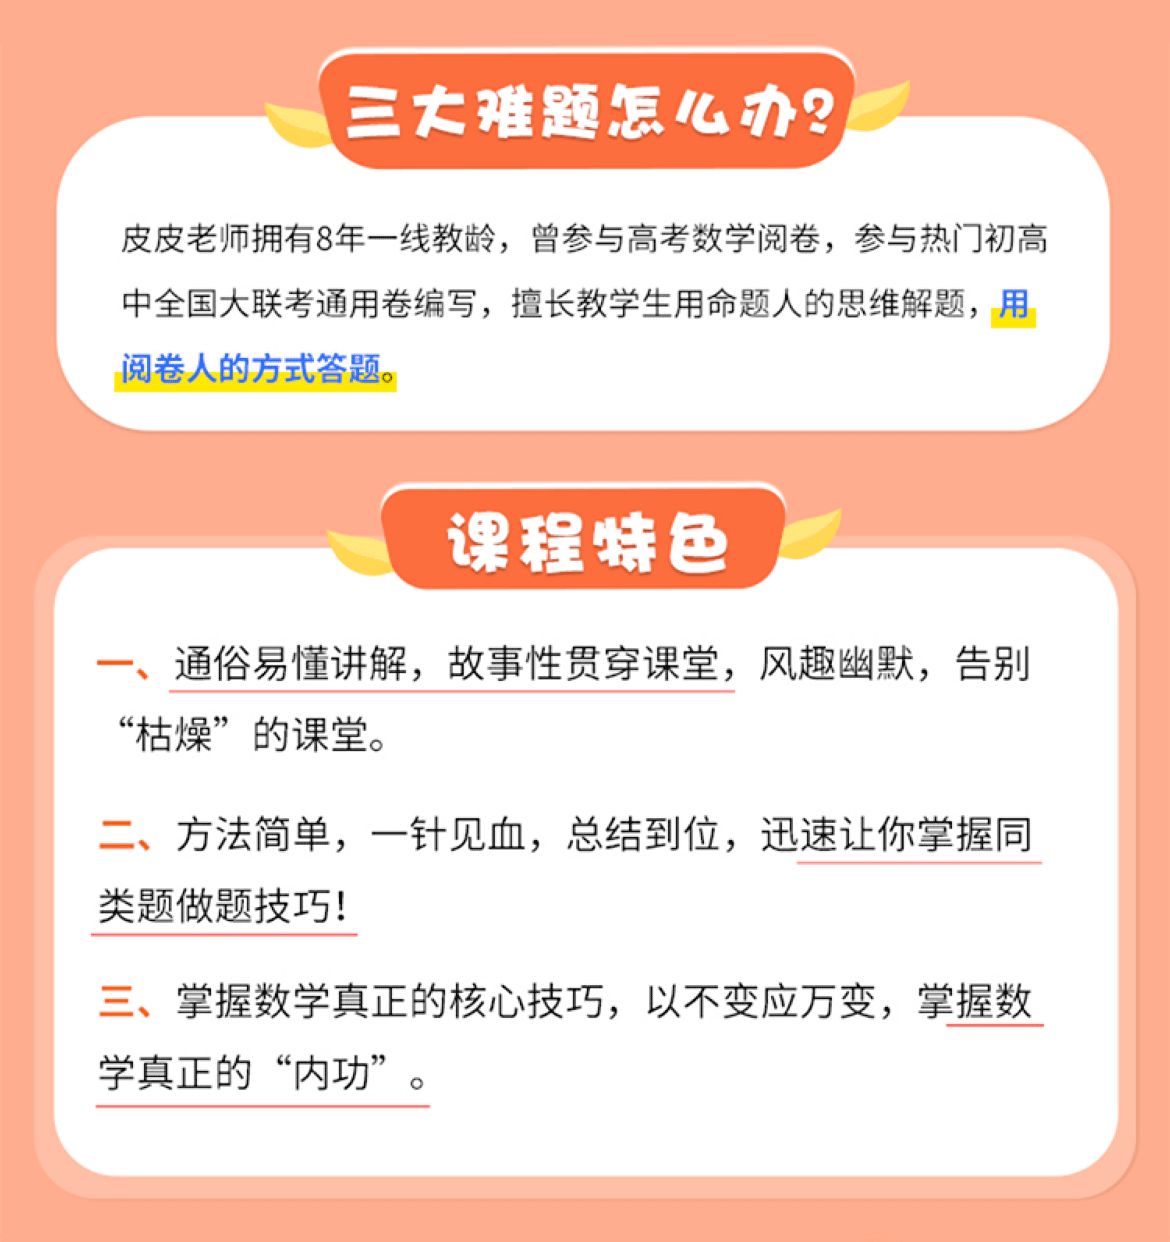 三大难题怎么办?
皮皮老师拥有8年一线教龄，曾参与高考数学阅卷，参与热门初高
中全国大联考通用卷编写，擅长教学生用命题人的思维解题，用
阅卷人的方式答题。
课程特色
一、通俗易懂讲解，故事性贯穿课堂，风趣幽默，告别
“枯燥”的课堂。
二、方法简单，一针见血，总结到位，迅速让你掌握同
类题做题技巧！
三、掌握数学真正的核心技巧，以不变应万变，掌握数
学真正的“内功”。